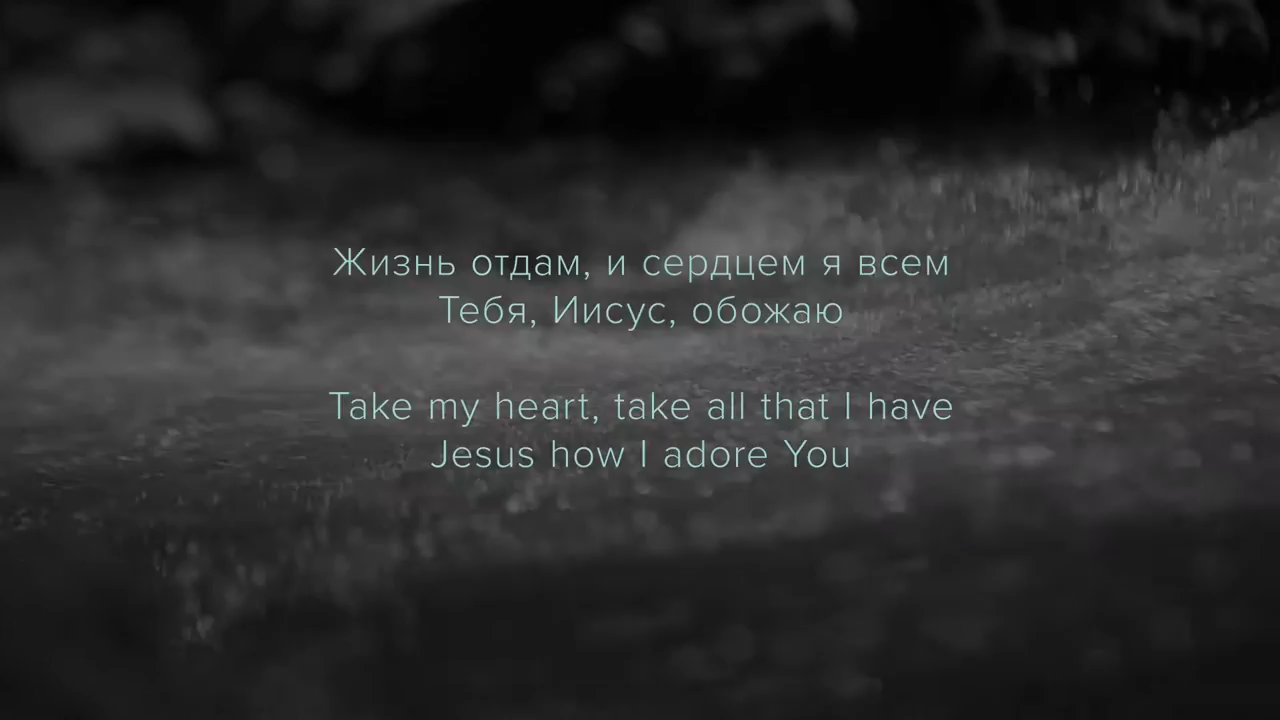 Жизнь отдам, и сердцем я всем
Тебя, Иисус, обожаю
Take my heart, take all that I have
Jesus how I adore You